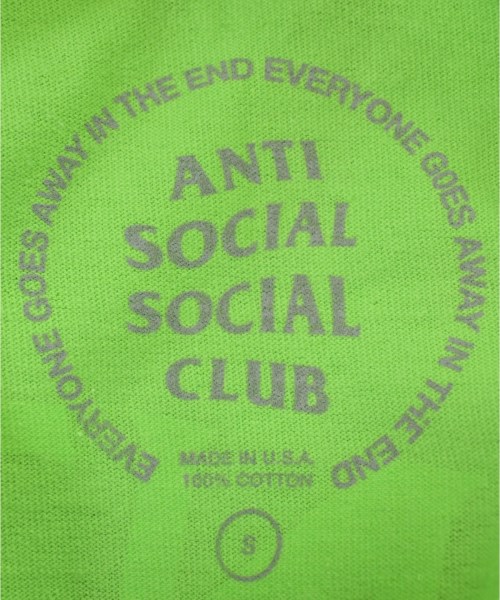 EVERYONE GOES AWAY IN THE END EVERYONE GOES AWAY IN THE END
ANTI
SOCIAL
SOCIAL
CLUB
MADE IN U.S.A.
100% COTTON
S